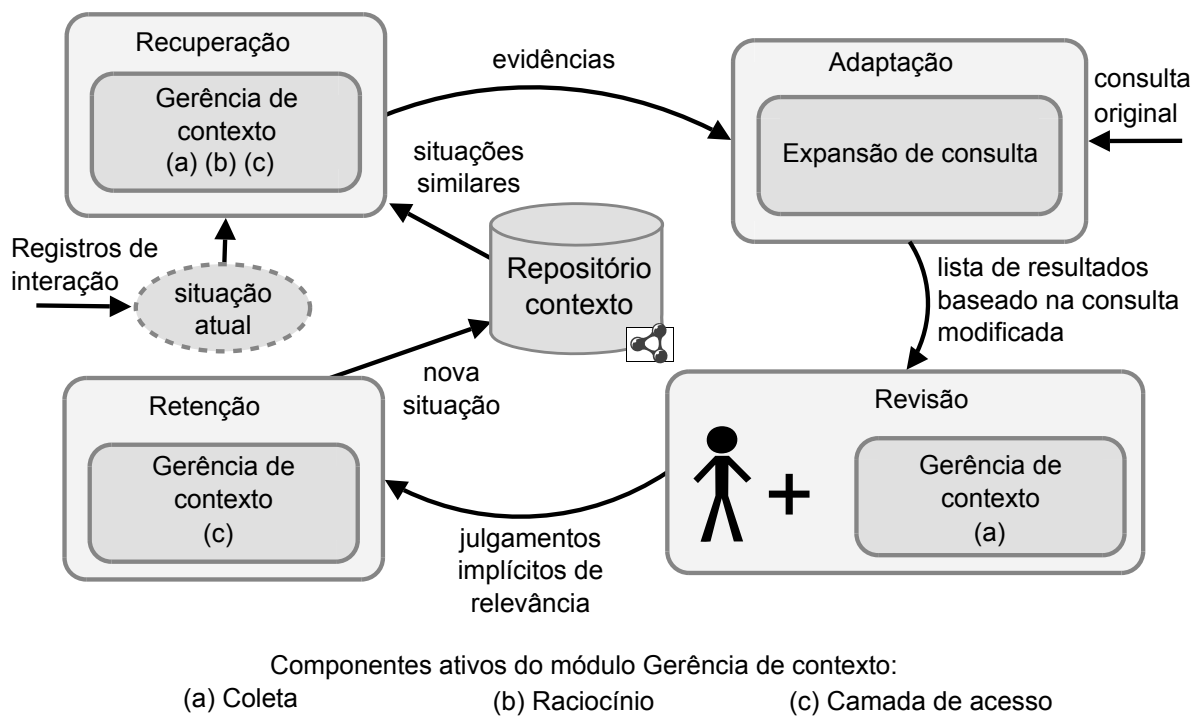 Recuperação
Gerência de
contexto
(a) (b) (c)
evidências
Adaptação
Expansão de consulta
consulta
original
situações
similares
Registros de
interação
situação
atual
Repositório
contexto
lista de resultados
baseado na consulta
modificada
nova
situação
Retenção
Gerência de
contexto
(c)
Revisão
Gerência de
contexto
(a)
julgamentos
implícitos de
relevância
Componentes ativos do módulo Gerência de contexto:
(a) Coleta (b) Raciocínio (c) Camada de acesso